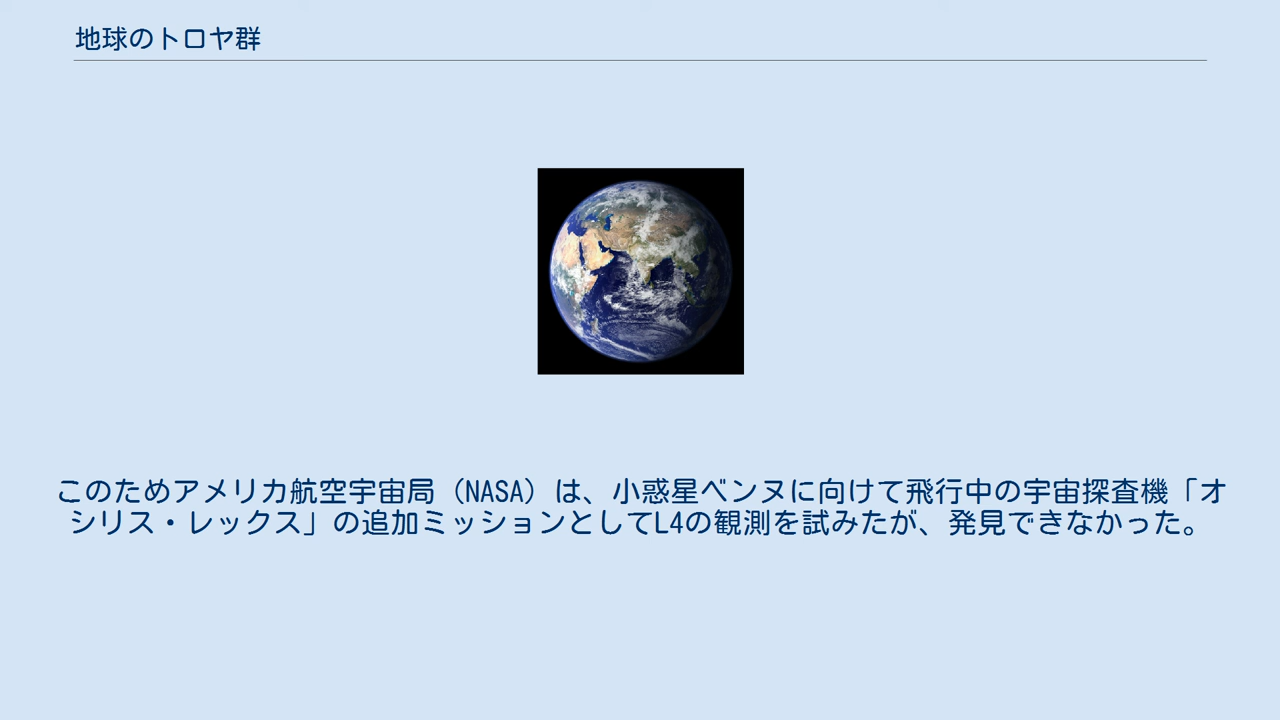 地球のトロヤ群
このためアメリカ航空宇宙局（NASA）は、小惑星ベンヌに向けて飛行中の宇宙探査機「オ
シリス・レックス」の追加ミッションとしてL4の観測を試みたが、発見できなかった。